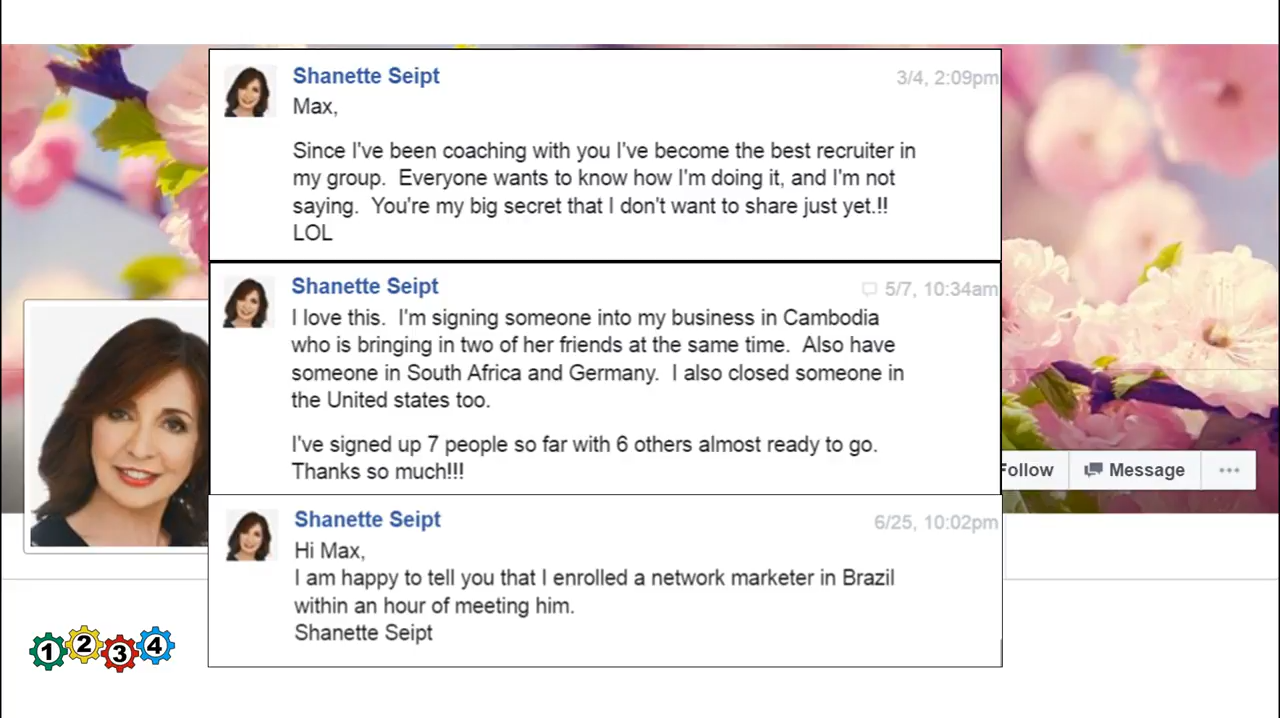 Shanette Seipt 3/4, 2:09pm
Max,
Since I've been coaching with you I've become the best recruiter in
my group. Everyone wants to know how I'm doing it, and I'm not
saying. You're my big secret that I don't want to share just yet.!!
LOL
Shanette Seipt 5/7, 10:34am
I love this. I'm signing someone into my business in Cambodia
who is bringing in two of her friends at the same time. Also have
someone in South Africa and Germany. I also closed someone in
the United states too.
I've signed up 7 people so far with 6 others almost ready to go.
Thanks so much!!!
Follow Message ...
Shanette Seipt 6/25, 10:02pm
Hi Max,
I am happy to tell you that I enrolled a network marketer in Brazil
within an hour of meeting him.
Shanette Seipt
1 2 3 4